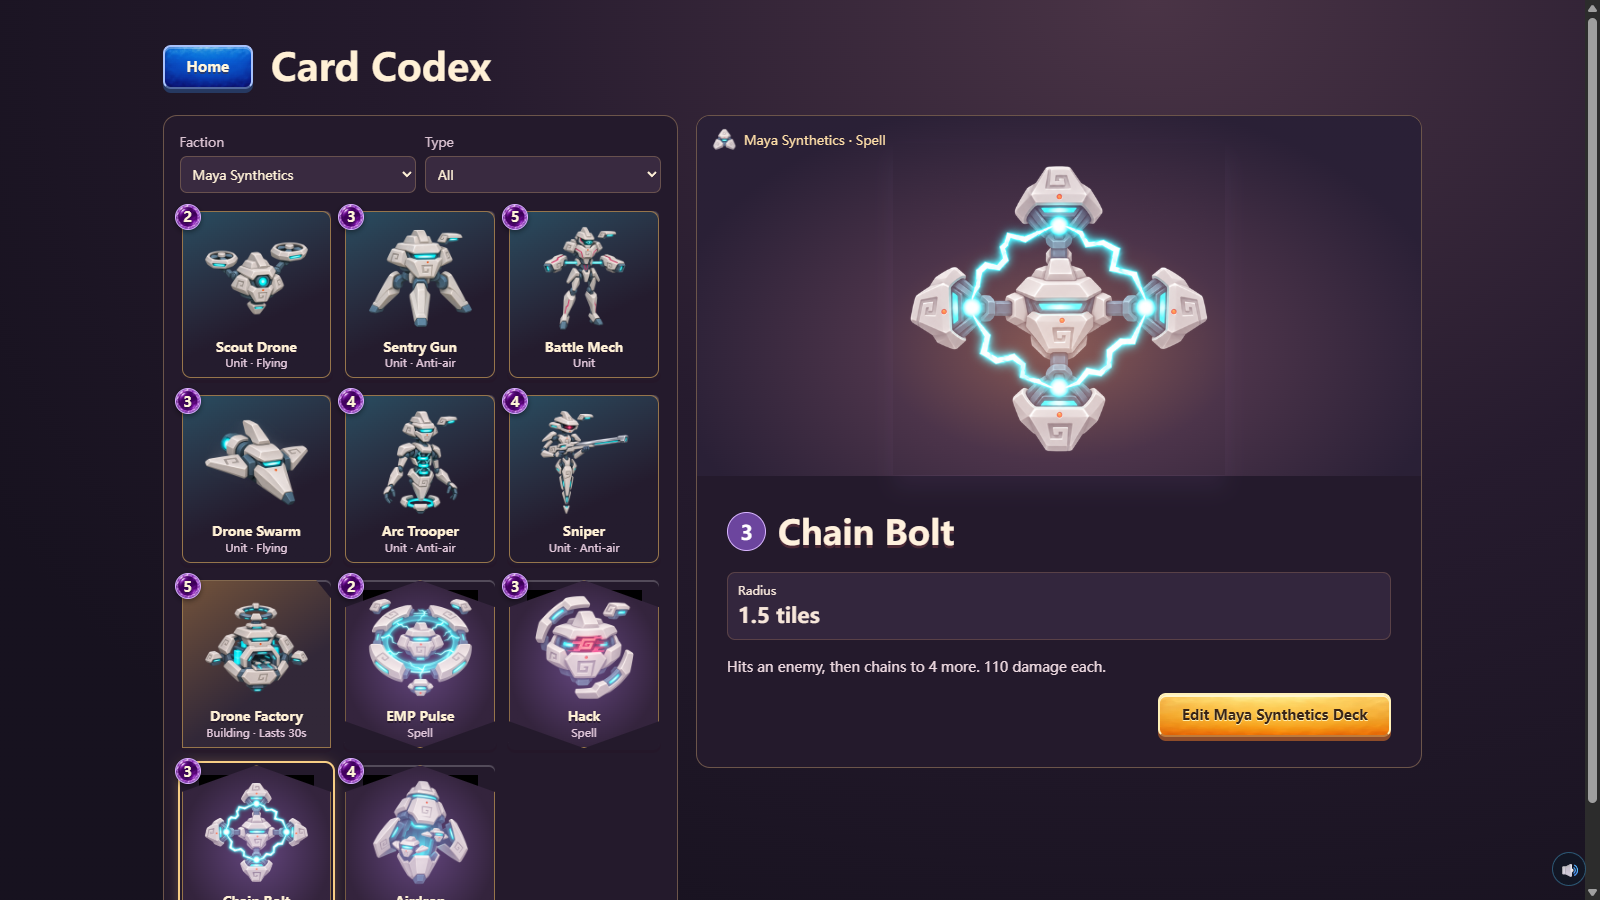 Home
Card Codex
Faction
Type
Maya Synthetics
All
2
3
5
Scout Drone
Unit · Flying
Sentry Gun
Unit · Anti-air
Battle Mech
Unit
3
4
4
Drone Swarm
Unit · Flying
Arc Trooper
Unit · Anti-air
Sniper
Unit · Anti-air
5
2
3
Drone Factory
Building · Lasts 30s
EMP Pulse
Spell
Hack
Spell
3
4
Chain Bolt
Airdrop
Maya Synthetics · Spell
3 Chain Bolt
Radius
1.5 tiles
Hits an enemy, then chains to 4 more. 110 damage each.
Edit Maya Synthetics Deck